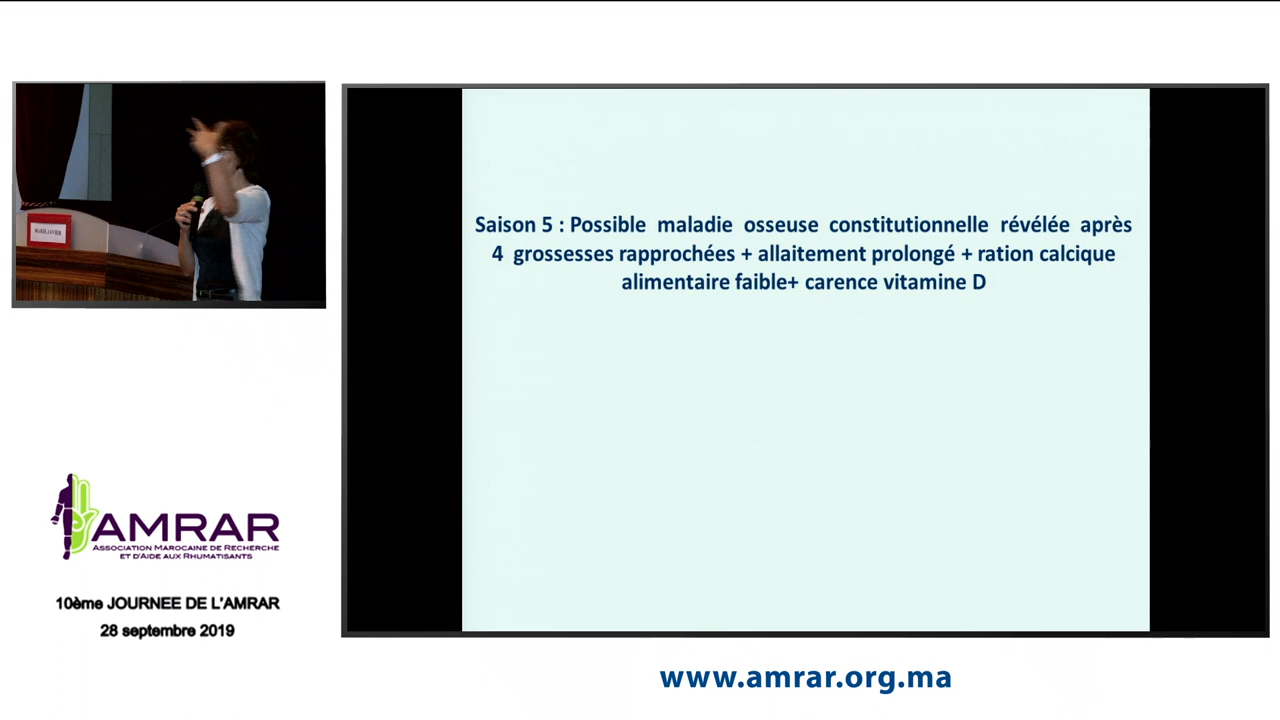 MARIE JANVIER
Saison 5 : Possible maladie osseuse constitutionnelle révélée après
4 grossesses rapprochées + allaitement prolongé + ration calcique
alimentaire faible+ carence vitamine D
AMRAR
ASSOCIATION MAROCAINE DE RECHERCHE
ET D'AIDE AUX RHUMATISANTS
10ème JOURNEE DE L'AMRAR
28 septembre 2019
www.amrar.org.ma